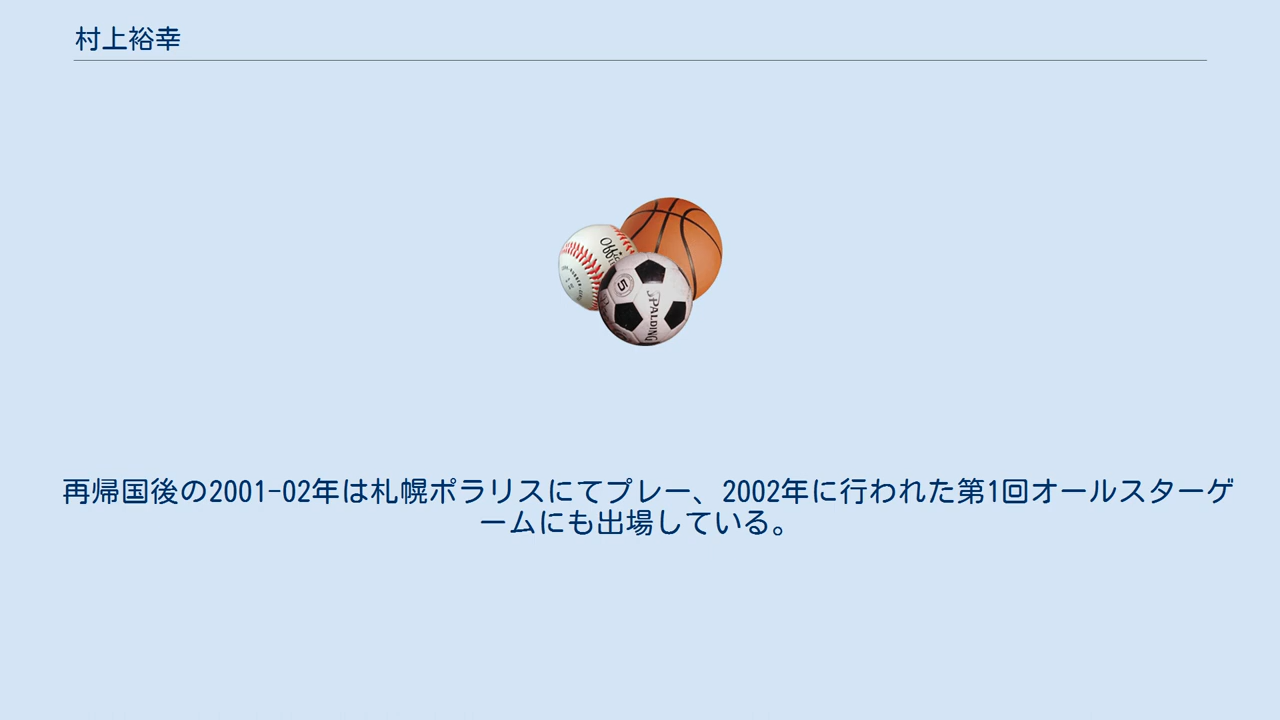 村上裕幸
Offic
5
SPALDING
再帰国後の2001-02年は札幌ポラリスにてプレー、2002年に行われた第1回オールスターゲ
ームにも出場している。